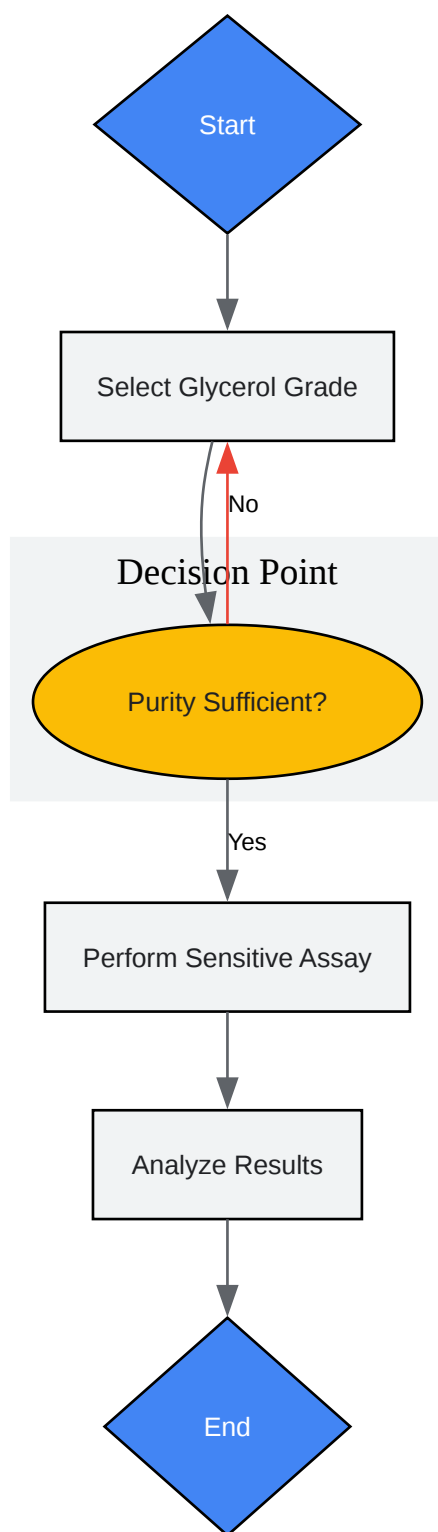 Start
Select Glycerol Grade
No
Decision Point
Purity Sufficient?
Yes
Perform Sensitive Assay
Analyze Results
End